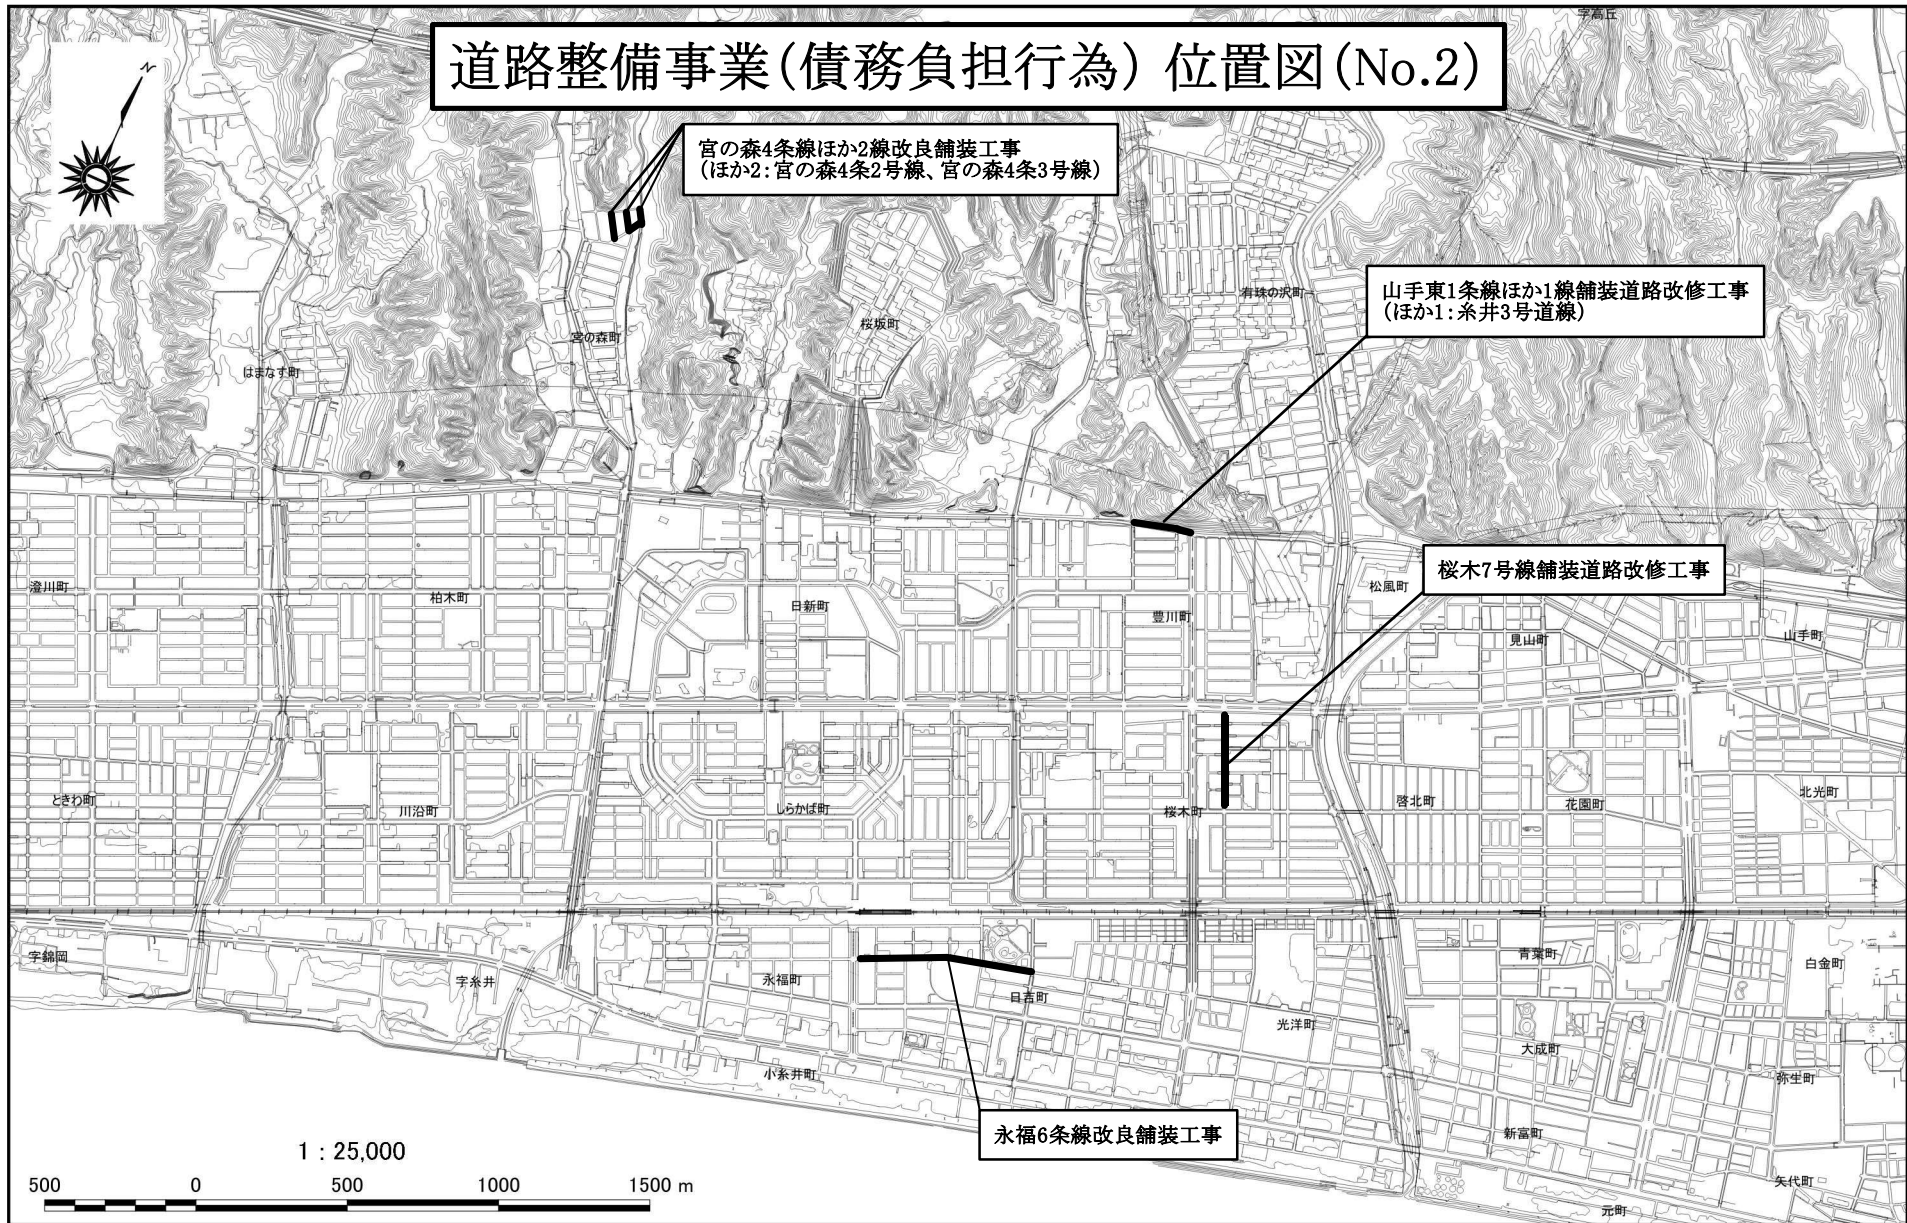 字高丘
道路整備事業(債務負担行為) 位置図(No.2)
N
宮の森4条線ほか2線改良舗装工事
(ほか2:宮の森4条2号線、宮の森4条3号線)
山手東1条線ほか1線舗装道路改修工事
(ほか1:糸井3号道線)
有珠の沢町
桜坂町
宮の森町
はまなす町
桜木7号線舗装道路改修工事
澄川町
柏木町
日新町
豊川町
松風町
見山町
山手町
ときわ町
川沿町
しらかば町
桜木町
啓北町
花園町
北光町
字錦岡
字糸井
永福町
日吉町
光洋町
青葉町
白金町
大成町
小糸井町
弥生町
永福6条線改良舗装工事
新富町
矢代町
元町
1 : 25,000
500 0 500 1000 1500 m